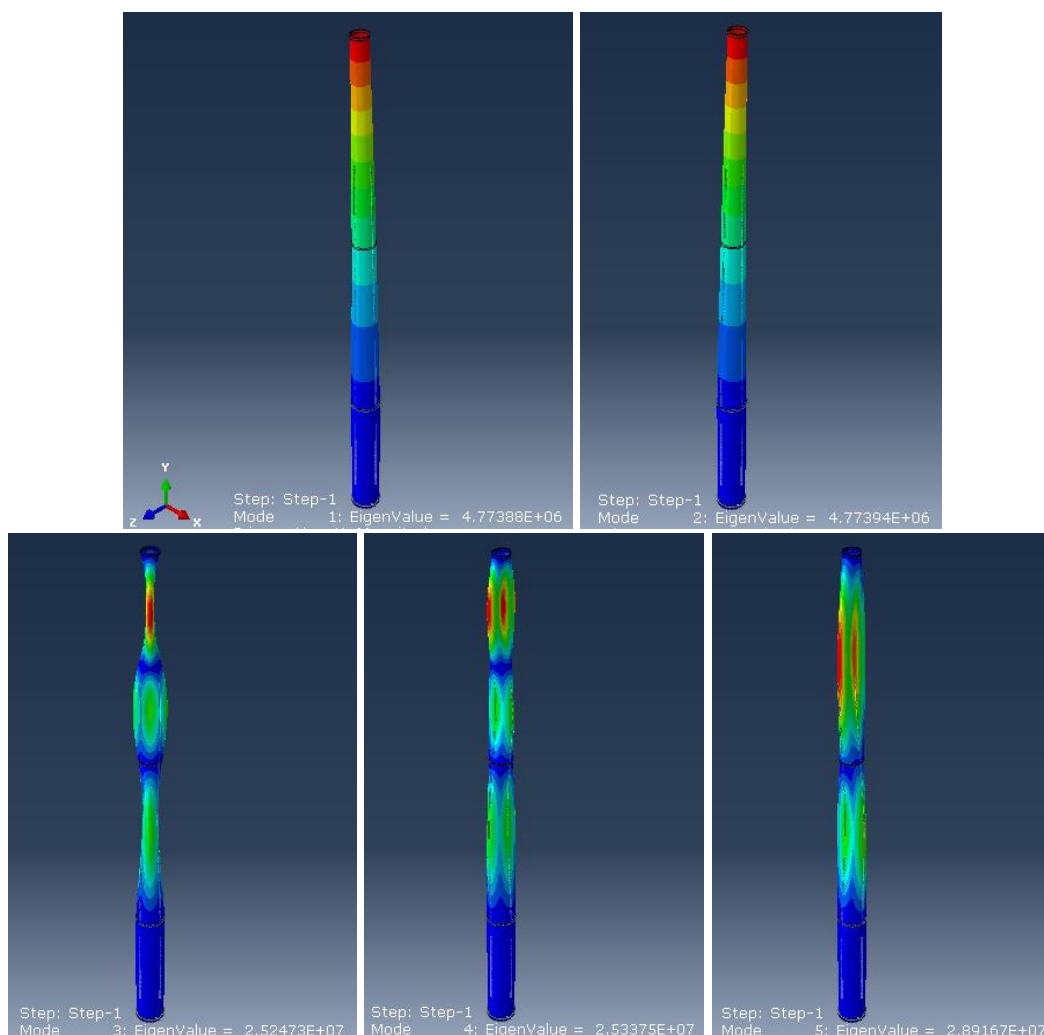 Y
Z
X
Step: Step-1
Mode 1: EigenValue = 4.77388E+06
Step: Step-1
Mode 2: EigenValue = 4.77394E+06
Step: Step-1
Mode 3: EigenValue = 2.52473E+07
Step: Step-1
Mode 4: EigenValue = 2.53375E+07
Step: Step-1
Mode 5: EigenValue = 2.89167E+07